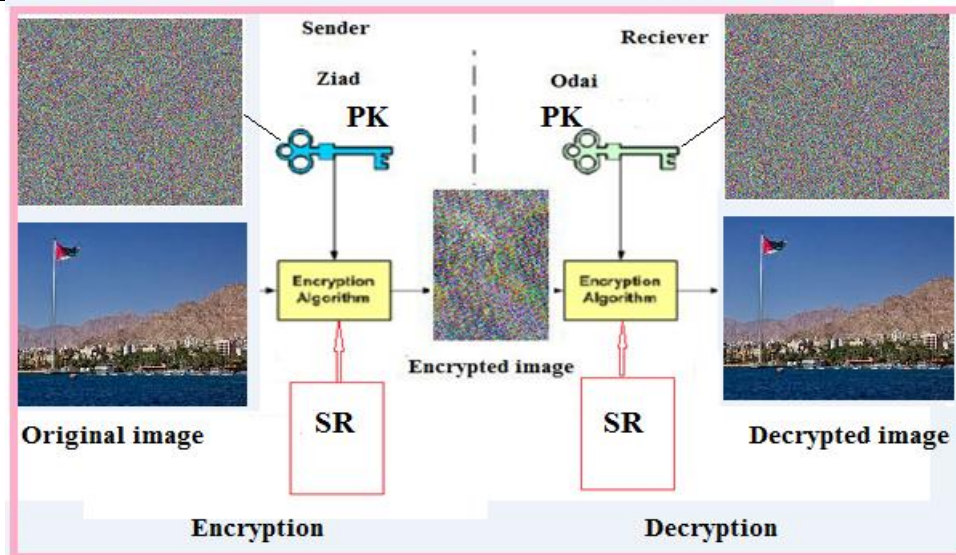 Sender
Reciever
Ziad
Odai
PK
PK
Encryption
Algorithm
Encryption
Algorithm
Encrypted image
SR
SR
Original image
Decrypted image
Encryption
Decryption